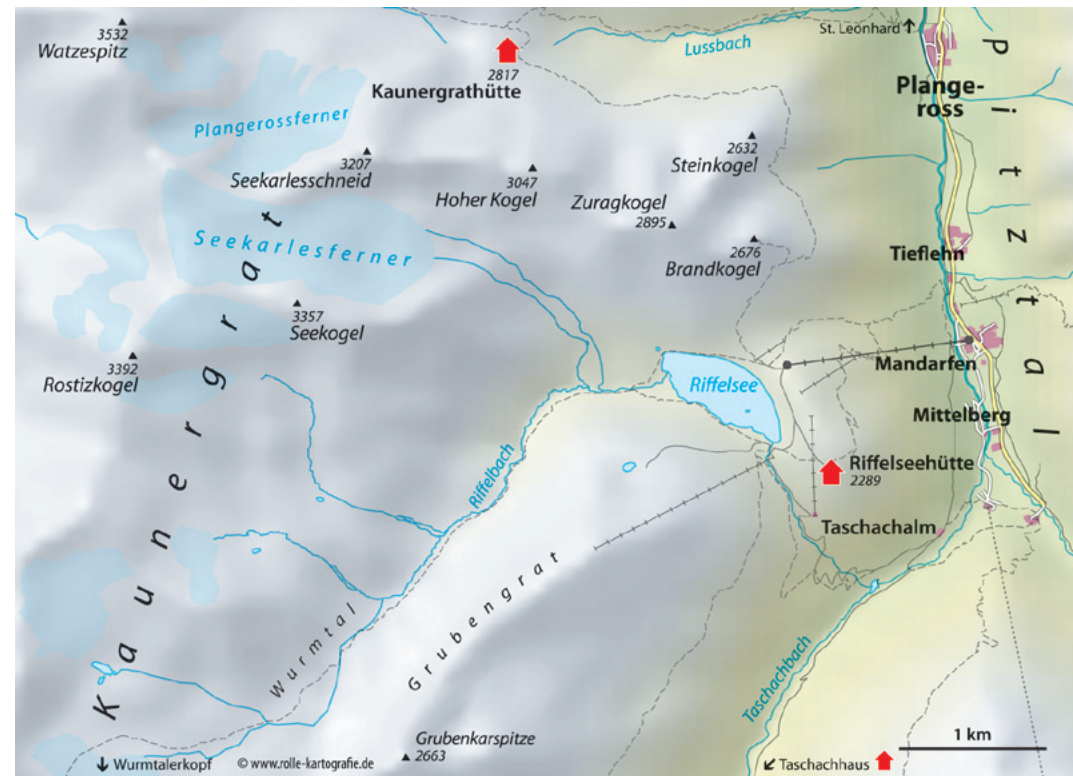 3532
Watzespitz
St. Leonhard ↑
Lussbach
2817
Kaunergrathütte
Plange-
ross
Pitztal
Plangerossferner
3207
Seekarlesschneid
3047
Hoher Kogel
2632
Steinkogel
Zuragkogel
2895
2676
Brandkogel
Tieflehn
Seekarlesferner
3357
Seekogel
3392
Rostizkogel
Kaunergrat
Riffelsee
Mandarfen
Mittelberg
Riffelseehütte
2289
Riffelbach
Taschachalm
Grubengrat
Wurmtal
Taschachbach
Grubenkarspitze
2663
1 km
↓ Wurmtalerkopf
© www.rolle-kartografie.de
↙ Taschachhaus